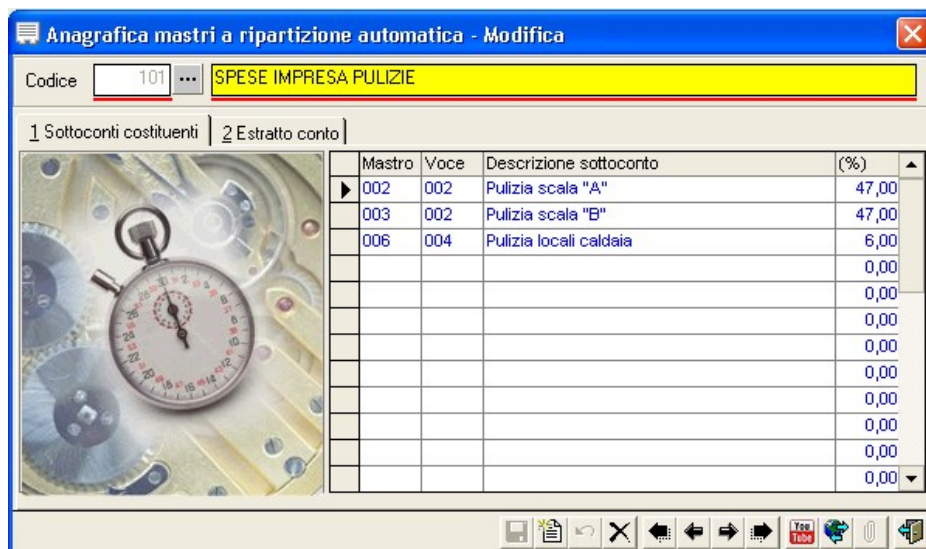 Anagrafica mastri a ripartizione automatica - Modifica
Codice 101 ... SPESE IMPRESA PULIZIE
1 Sottoconti costituenti 2 Estratto conto
Mastro Voce Descrizione sottoconto (%)
002 002 Pulizia scala "A" 47,00
003 002 Pulizia scala "B" 47,00
006 004 Pulizia locali caldaia 6,00
0,00
0,00
0,00
0,00
0,00
0,00
0,00
0,00
0,00
You Tube